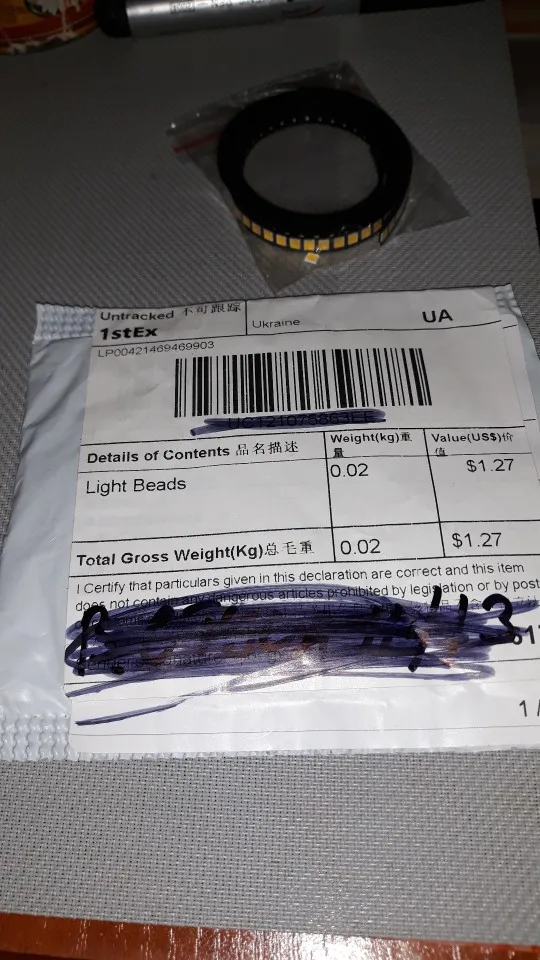 Untracked 不可跟踪
1stEx
Ukraine
UA
LP00421469469903
Details of Contents 品名描述
Weight(kg)重量
Value(US$)价值
Light Beads
0.02
$1.27
Total Gross Weight(Kg)总毛重
0.02
$1.27
I Certify that particulars given in this declaration are correct and this item
does not contain any dangerous articles prohibited by legislation or by post
1 /